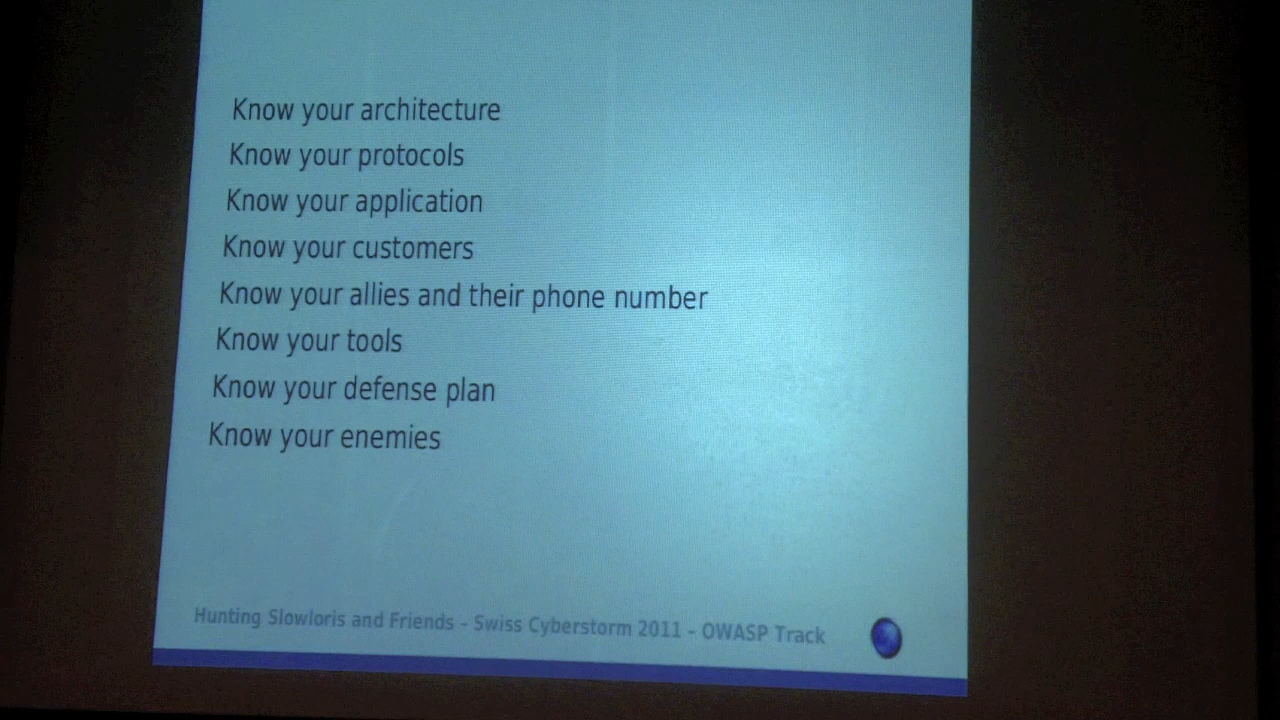 Know your architecture
Know your protocols
Know your application
Know your customers
Know your allies and their phone number
Know your tools
Know your defense plan
Know your enemies
Hunting Slowloris and Friends - Swiss Cyberstorm 2011 - OWASP Track